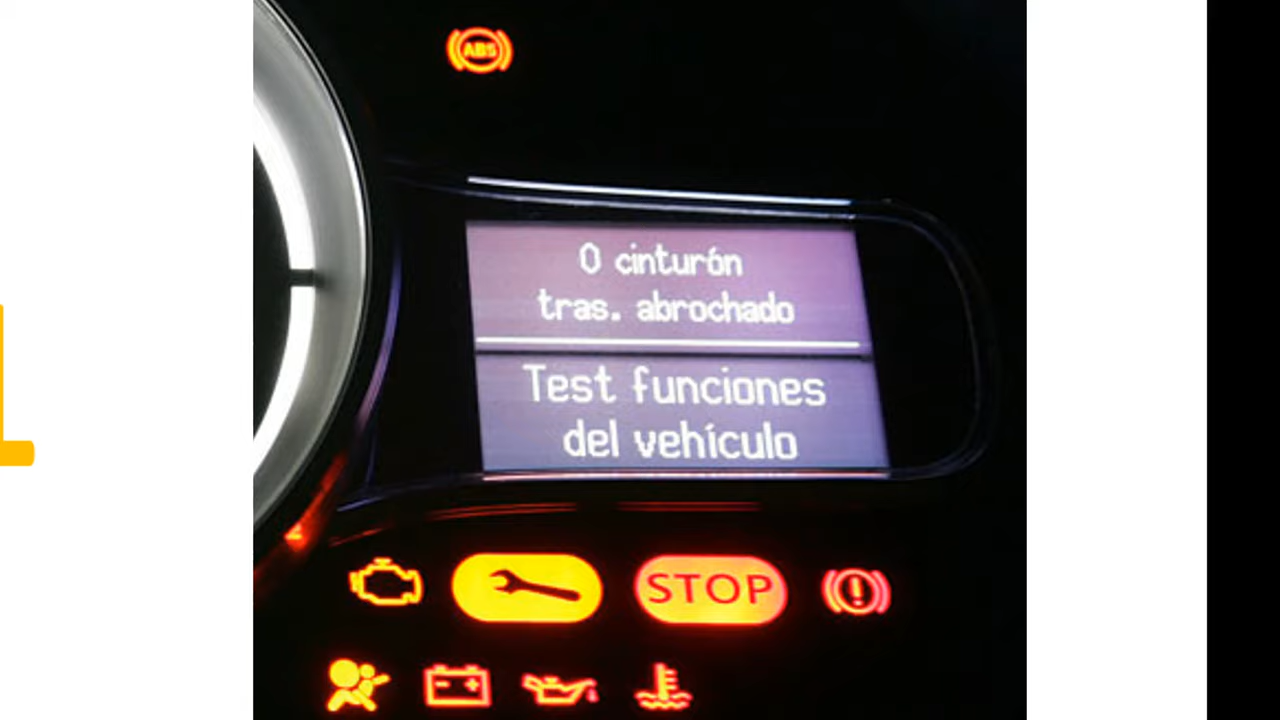 ABS
0 cinturón
tras. abrochado
Test funciones
del vehículo
STOP